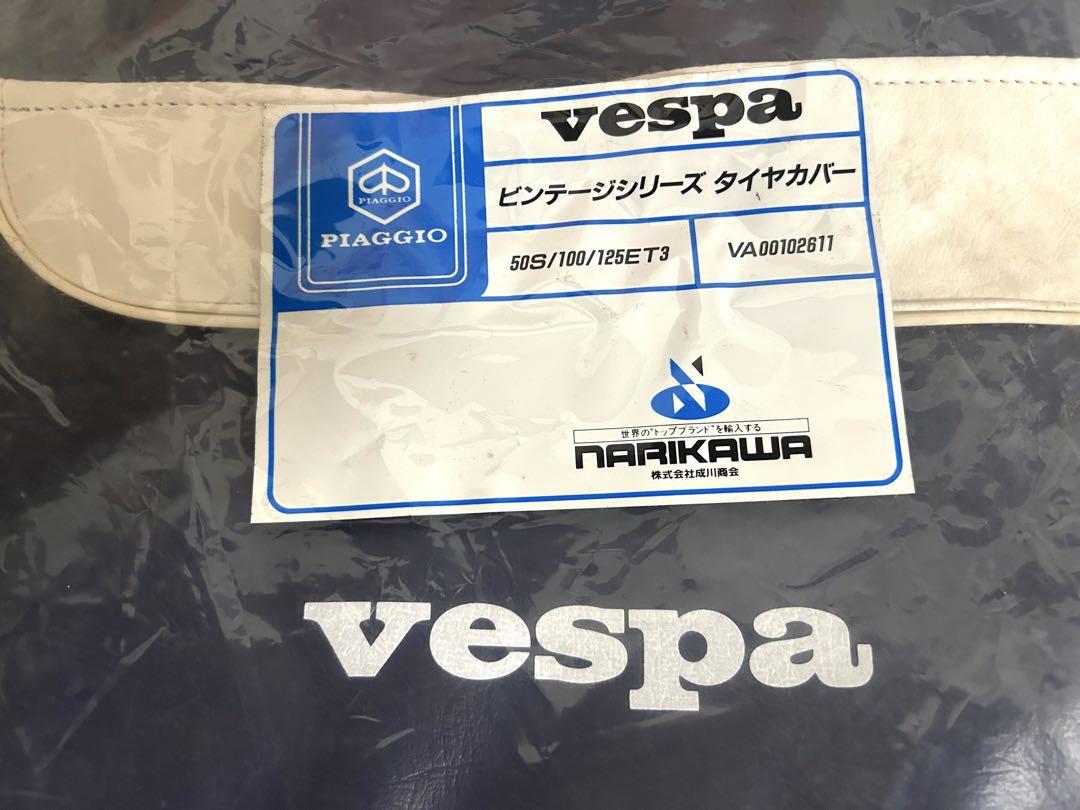 vespa
PIAGGIO
PIAGGIO
ビンテージシリーズ タイヤカバー
50S/100/125ET3
VA00102611
世界の"トップブランド"を輸入する
NARIKAWA
株式会社成川商会
vespa